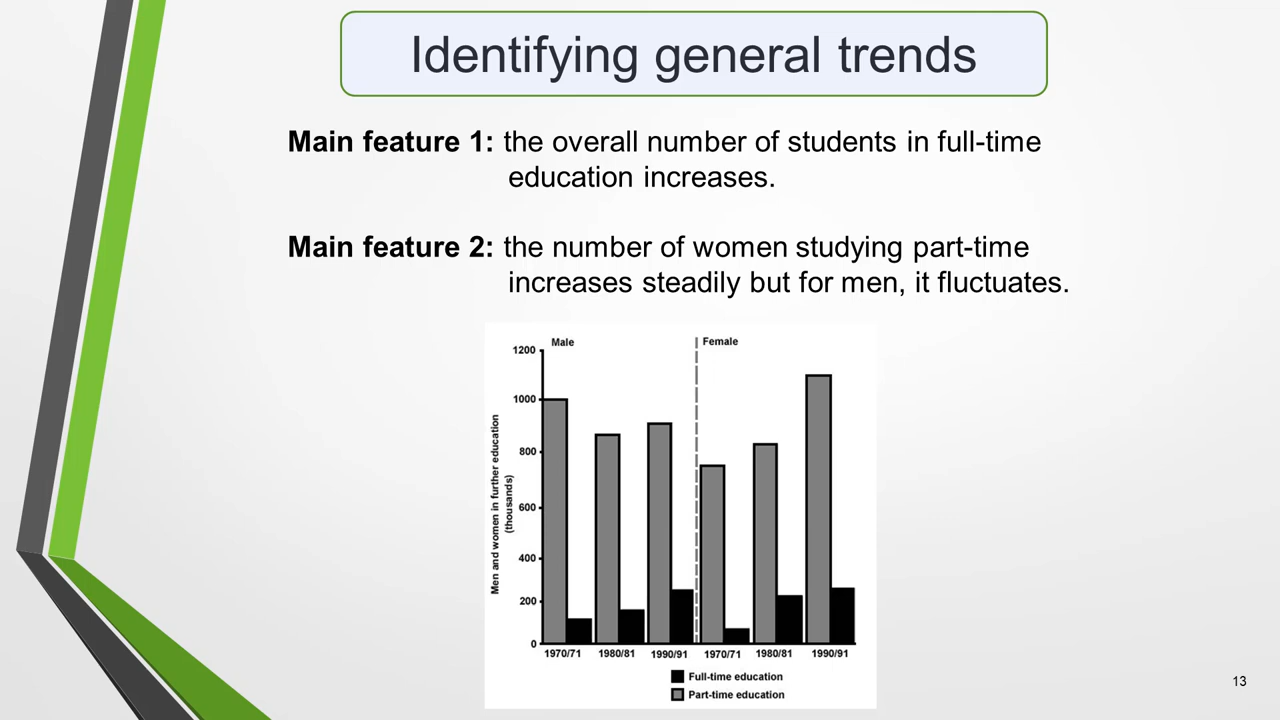 Identifying general trends
Main feature 1: the overall number of students in full-time
education increases.
Main feature 2: the number of women studying part-time
increases steadily but for men, it fluctuates.
Male
Female
Men and women in further education
(thousands)
1200
1000
800
600
400
200
0
1970/71 1980/81 1990/91 1970/71 1980/81 1990/91
Full-time education
Part-time education
13